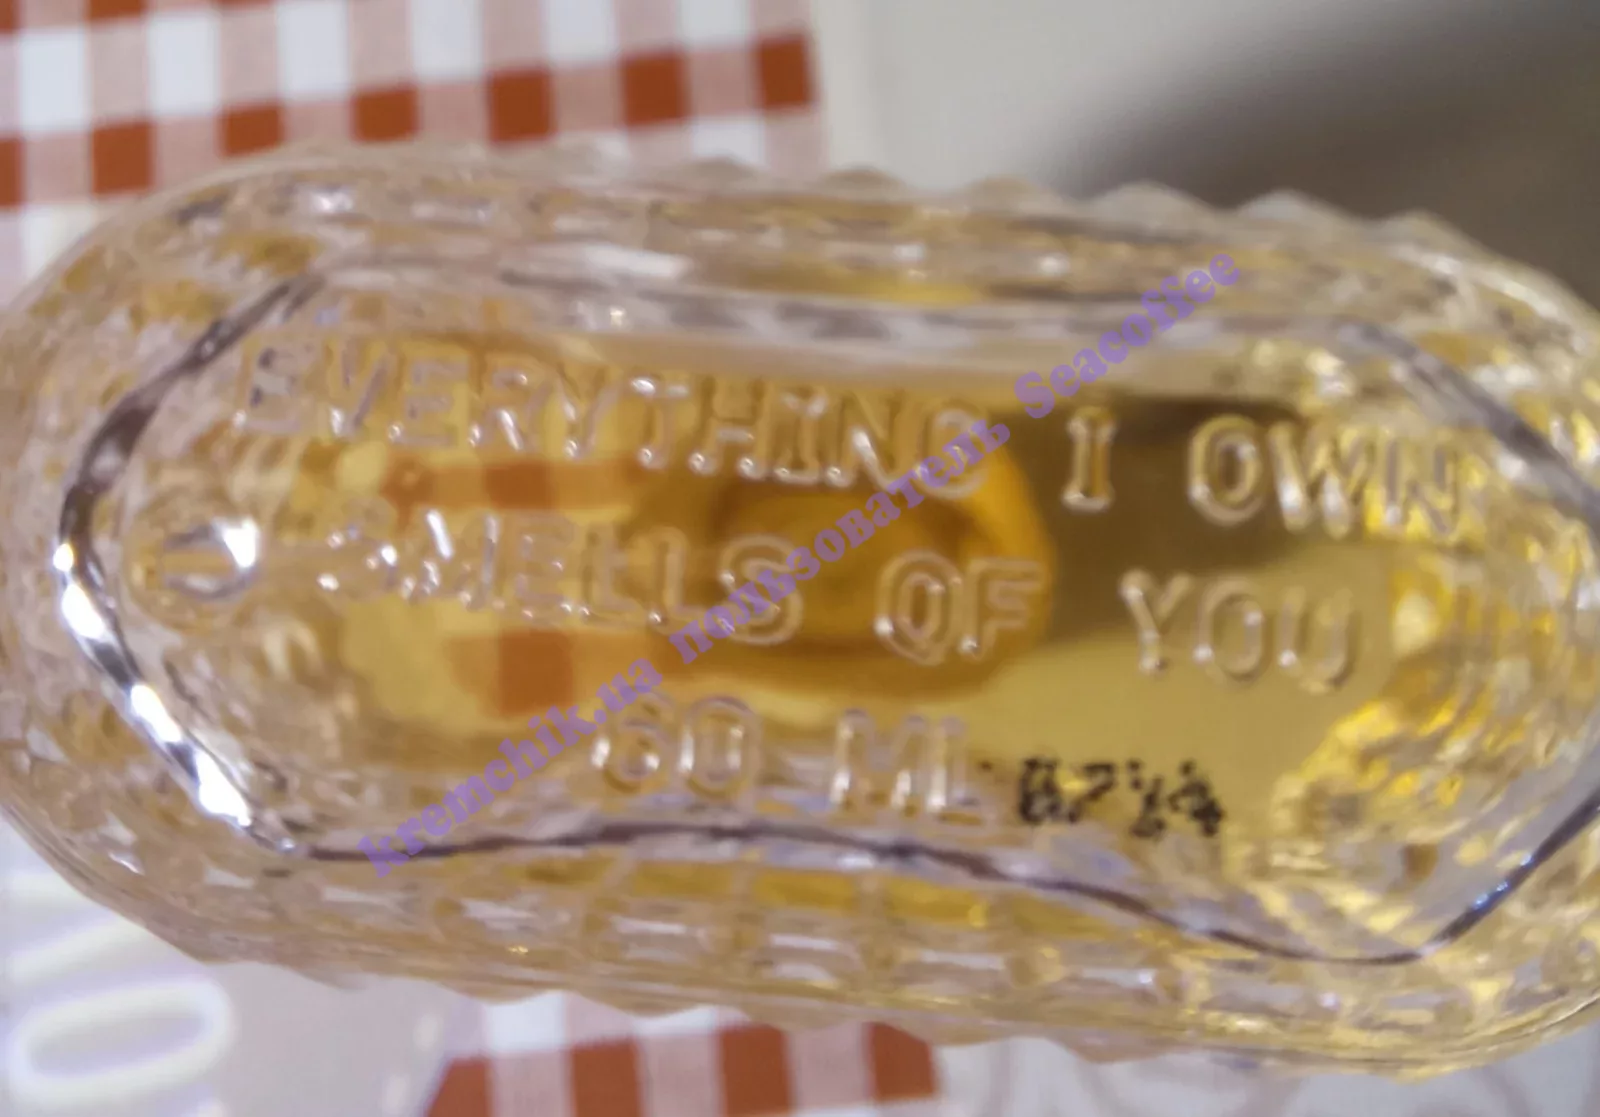 EVERYTHING I OWN
SMELLS OF YOU
60 ML
kremchik.ua пользователь Seacoffee